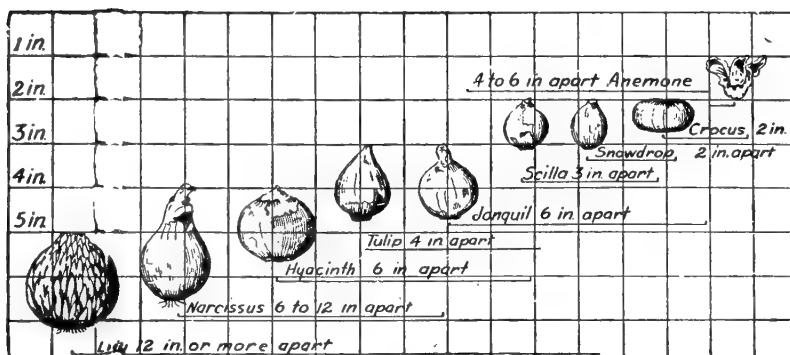 1 in.
2 in.
3 in.
4 in.
5 in.
4 to 6 in apart Anemone
Crocus, 2 in.
Snowdrop, 2 in. apart
Scilla 3 in apart
Jonquil 6 in apart
Tulip 4 in apart
Hyacinth 6 in apart
Narcissus 6 to 12 in apart
Lily 12 in. or more apart